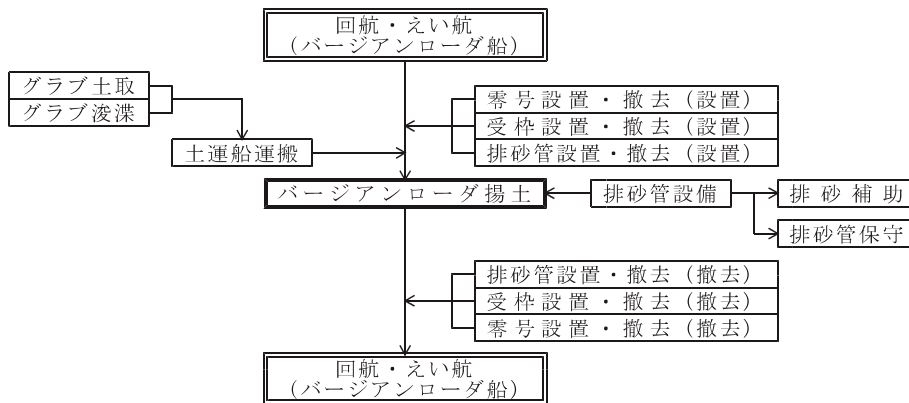 回航・えい航
（バージアンローダ船）
グラブ土取
グラブ浚渫
零号設置・撤去（設置）
受枠設置・撤去（設置）
排砂管設置・撤去（設置）
土運船運搬
バージアンローダ揚土
排砂管設備
排砂補助
排砂管保守
排砂管設置・撤去（撤去）
受枠設置・撤去（撤去）
零号設置・撤去（撤去）
回航・えい航
（バージアンローダ船）